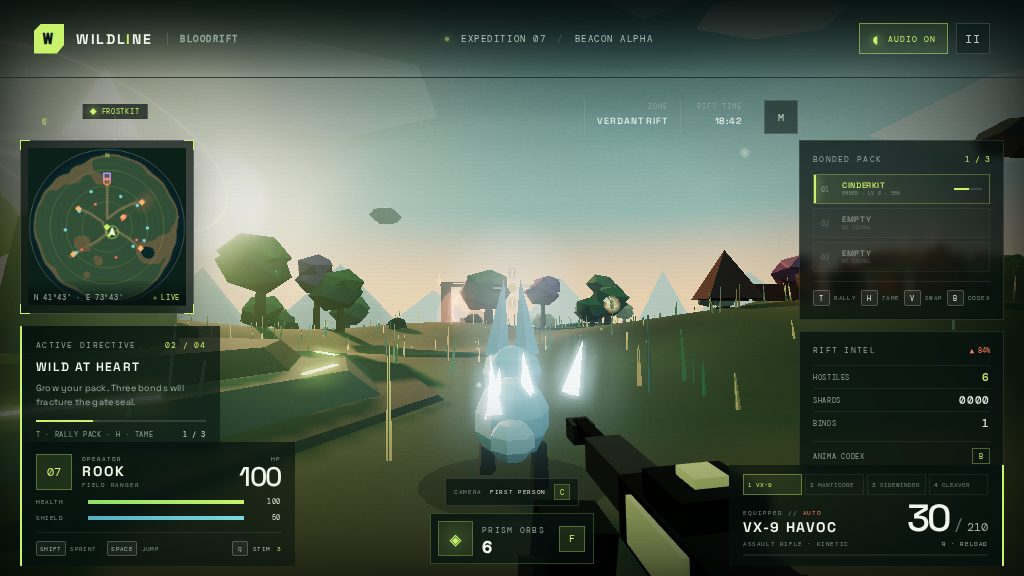 W WILDLINE BLOODRIFT
EXPEDITION 07 / BEACON ALPHA
AUDIO ON
II
FROSTKIT
ZONE
VERDANT RIFT
RIFT TIME
18:42
M
N
N 41°43' · E 73°43'
LIVE
BONDED PACK 1 / 3
01 CINDERKIT
02 EMPTY
NO SIGNAL
03 EMPTY
NO SIGNAL
T RALLY H TAME V SWAP B CODEX
ACTIVE DIRECTIVE 02 / 04
WILD AT HEART
Grow your pack. Three bonds will
fracture the gate seal.
T · RALLY PACK · H · TAME 1 / 3
RIFT INTEL ▲ 84%
HOSTILES 6
SHARDS 0000
BINDS 1
ANIMA CODEX B
07
OPERATOR
ROOK
FIELD RANGER
HP
100
HEALTH 100
SHIELD 50
SHIFT SPRINT SPACE JUMP Q STIM 3
CAMERA FIRST PERSON C
PRISM ORBS
6
F
1 VX-9 2 MANTICORE 3 SIDEWINDER 4 CLEAVER
EQUIPPED // AUTO
VX-9 HAVOC
ASSAULT RIFLE · KINETIC
30 / 210
R · RELOAD